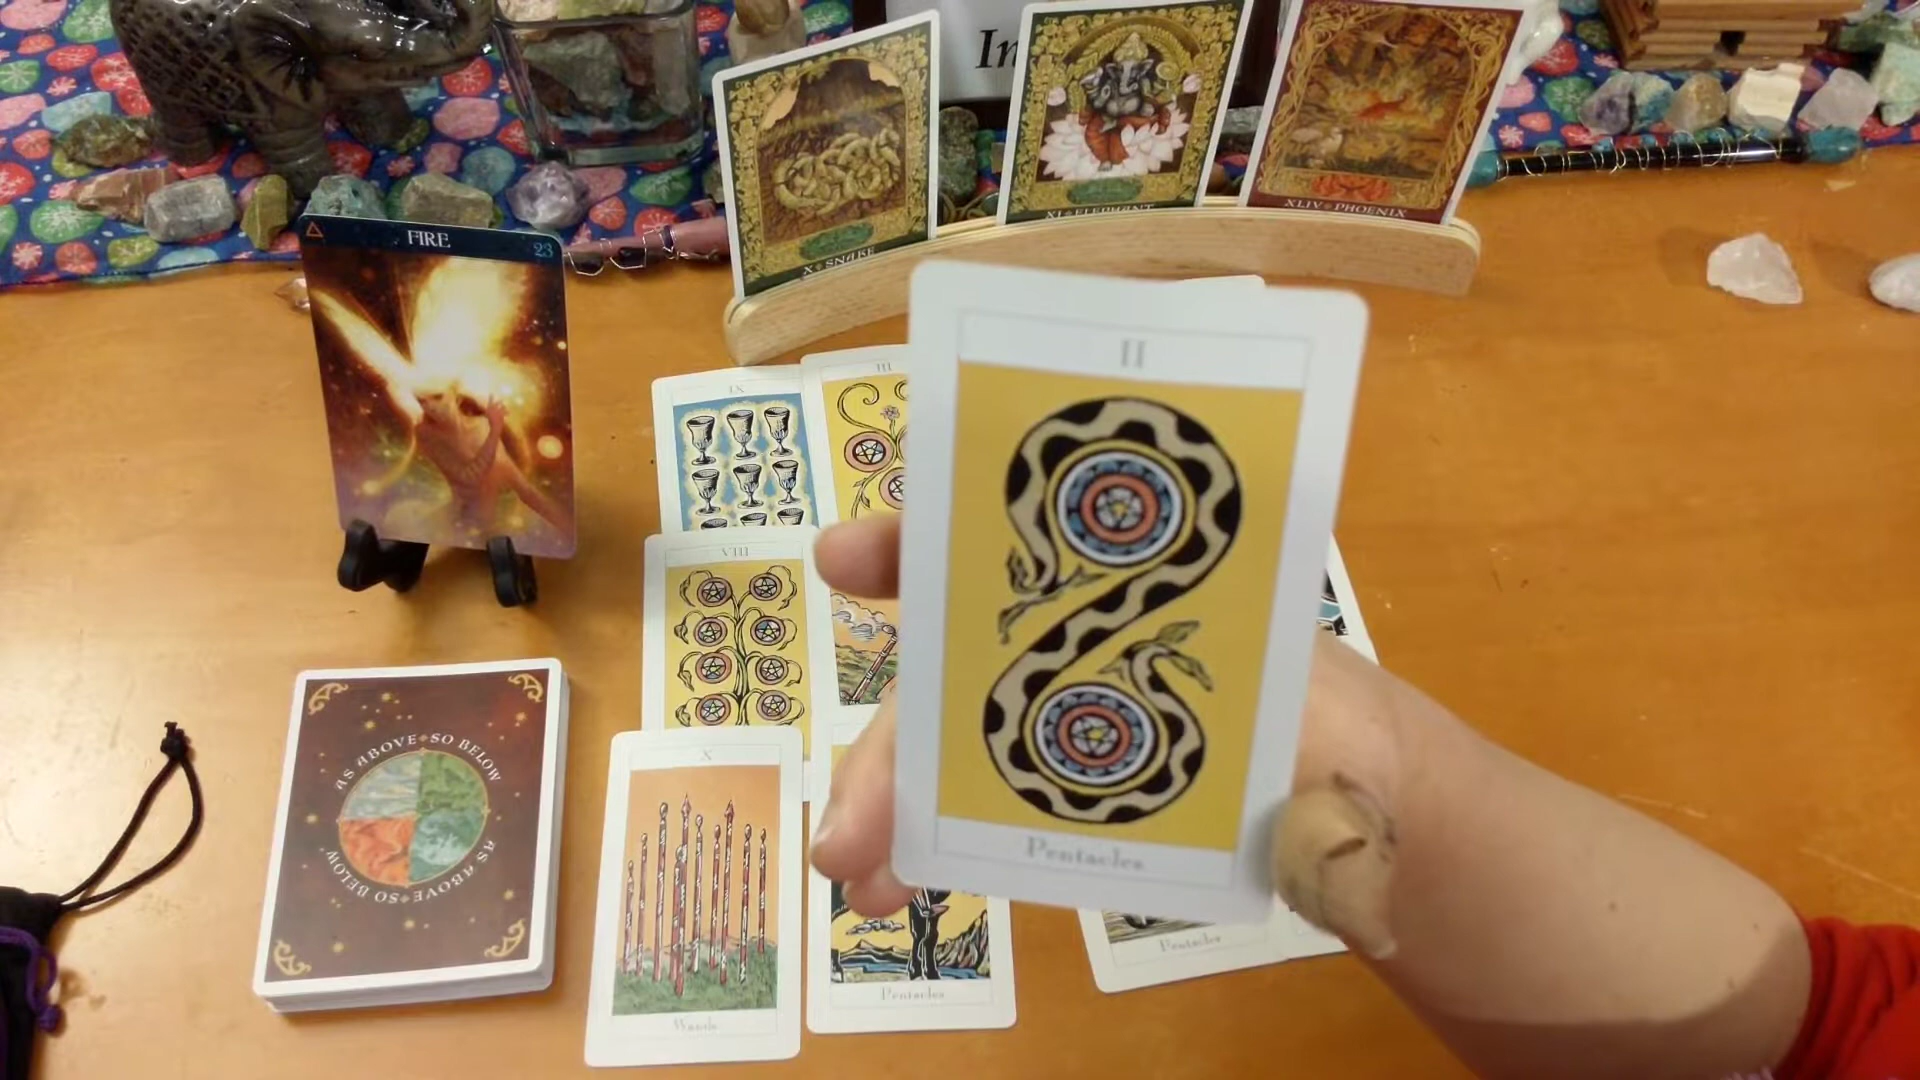 In
X SNAKE
XI ELEPHANT
XLIV PHOENIX
FIRE
23
IX
III
II
VIII
Pentacles
X
Wands
Pentacles
Pentacles
AS ABOVE SO BELOW
AS ABOVE SO BELOW